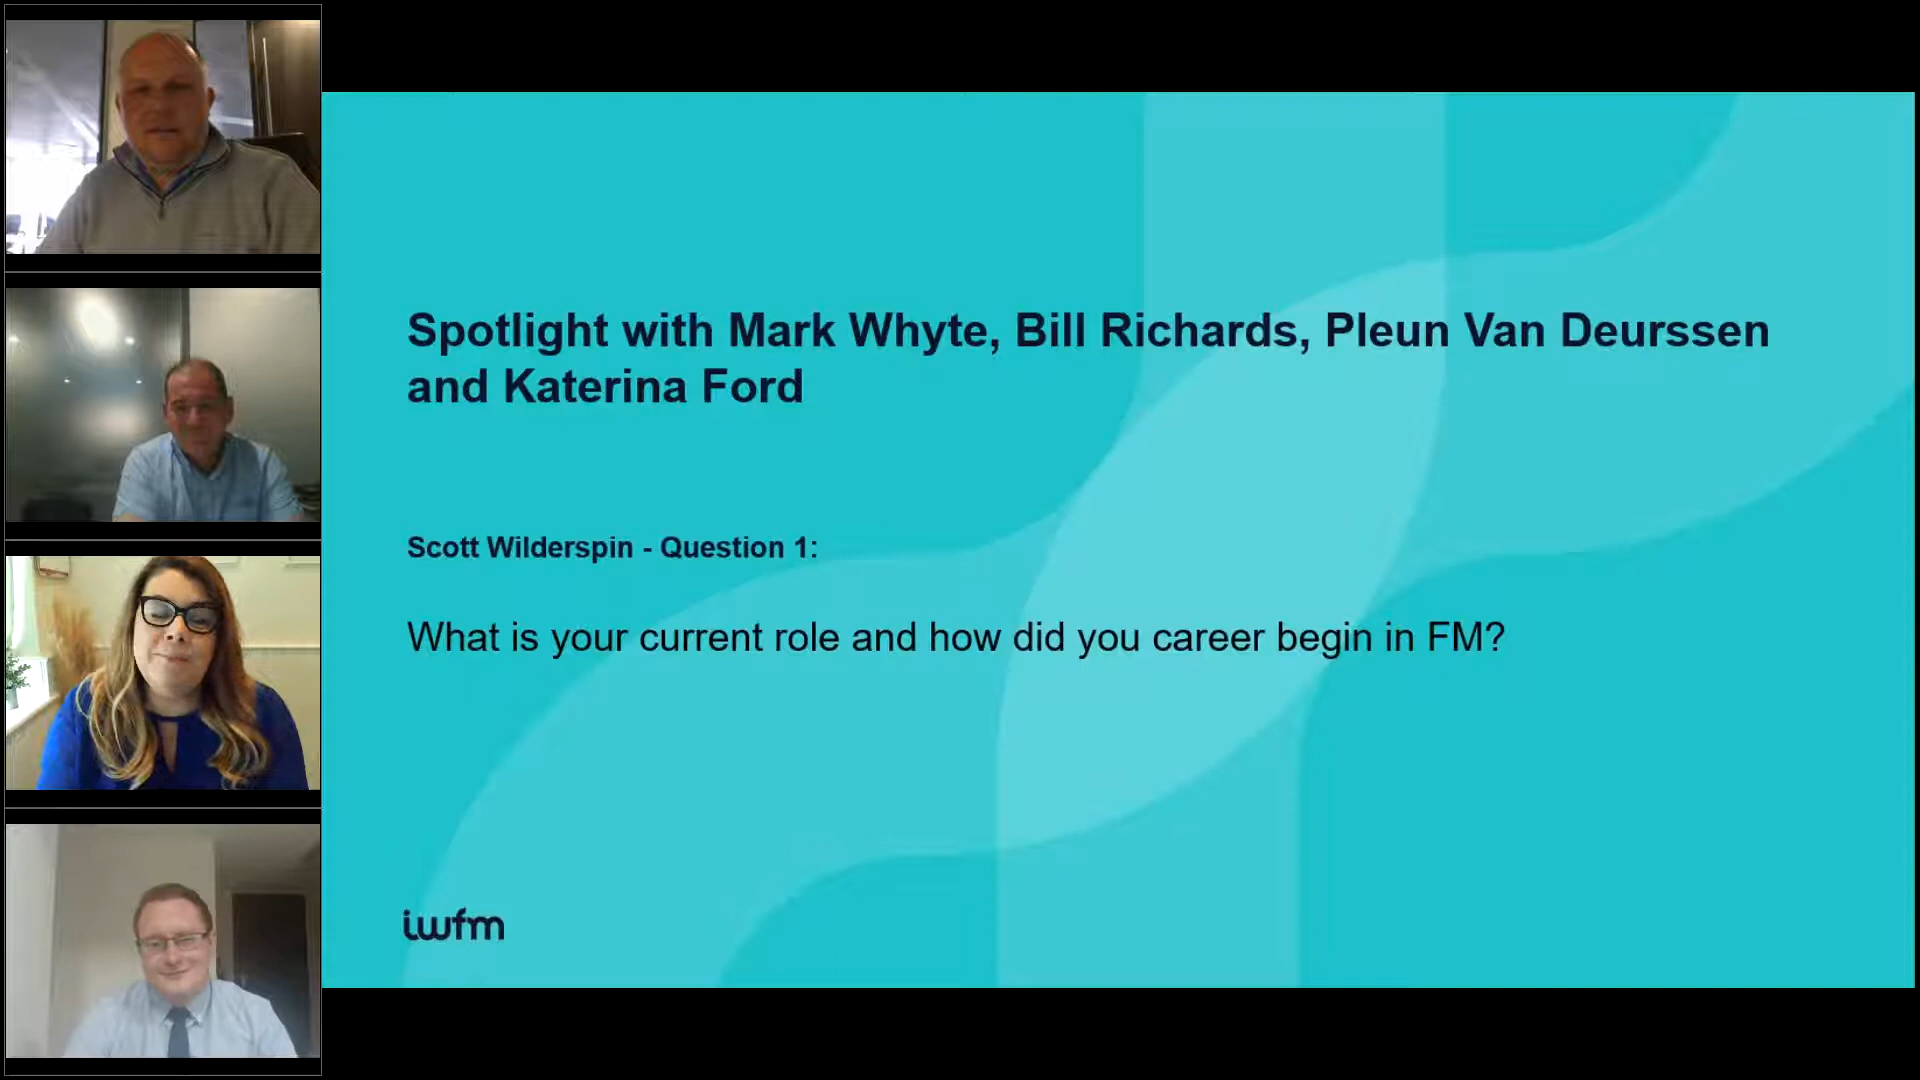 Spotlight with Mark Whyte, Bill Richards, Pleun Van Deurssen
and Katerina Ford
Scott Wilderspin - Question 1:
What is your current role and how did you career begin in FM?
iwfm